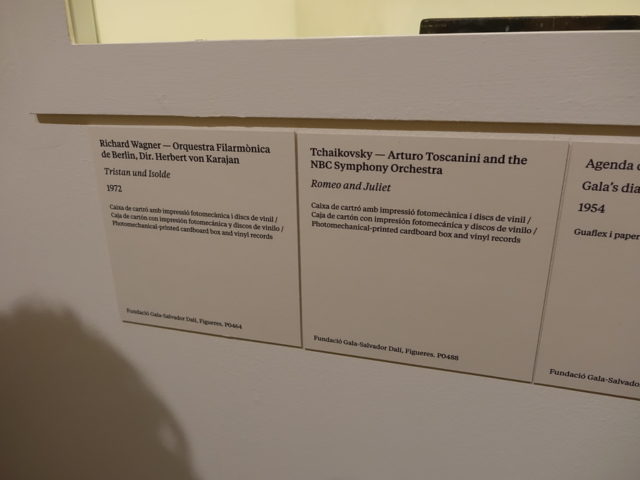 Richard Wagner — Orquestra Filarmònica
de Berlín, Dir. Herbert von Karajan
Tristan und Isolde
1972
Caixa de cartró amb impressió fotomecànica i discs de vinil /
Caja de cartón con impresión fotomecánica y discos de vinilo /
Photomechanical-printed cardboard box and vinyl records
Fundació Gala-Salvador Dalí, Figueres. P0464
Tchaikovsky — Arturo Toscanini and the
NBC Symphony Orchestra
Romeo and Juliet
Caixa de cartró amb impressió fotomecànica i discs de vinil /
Caja de cartón con impresión fotomecánica y discos de vinilo /
Photomechanical-printed cardboard box and vinyl records
Fundació Gala-Salvador Dalí, Figueres. P0488
Agenda
Gala's
1954
Guaflex i paper
Fundació